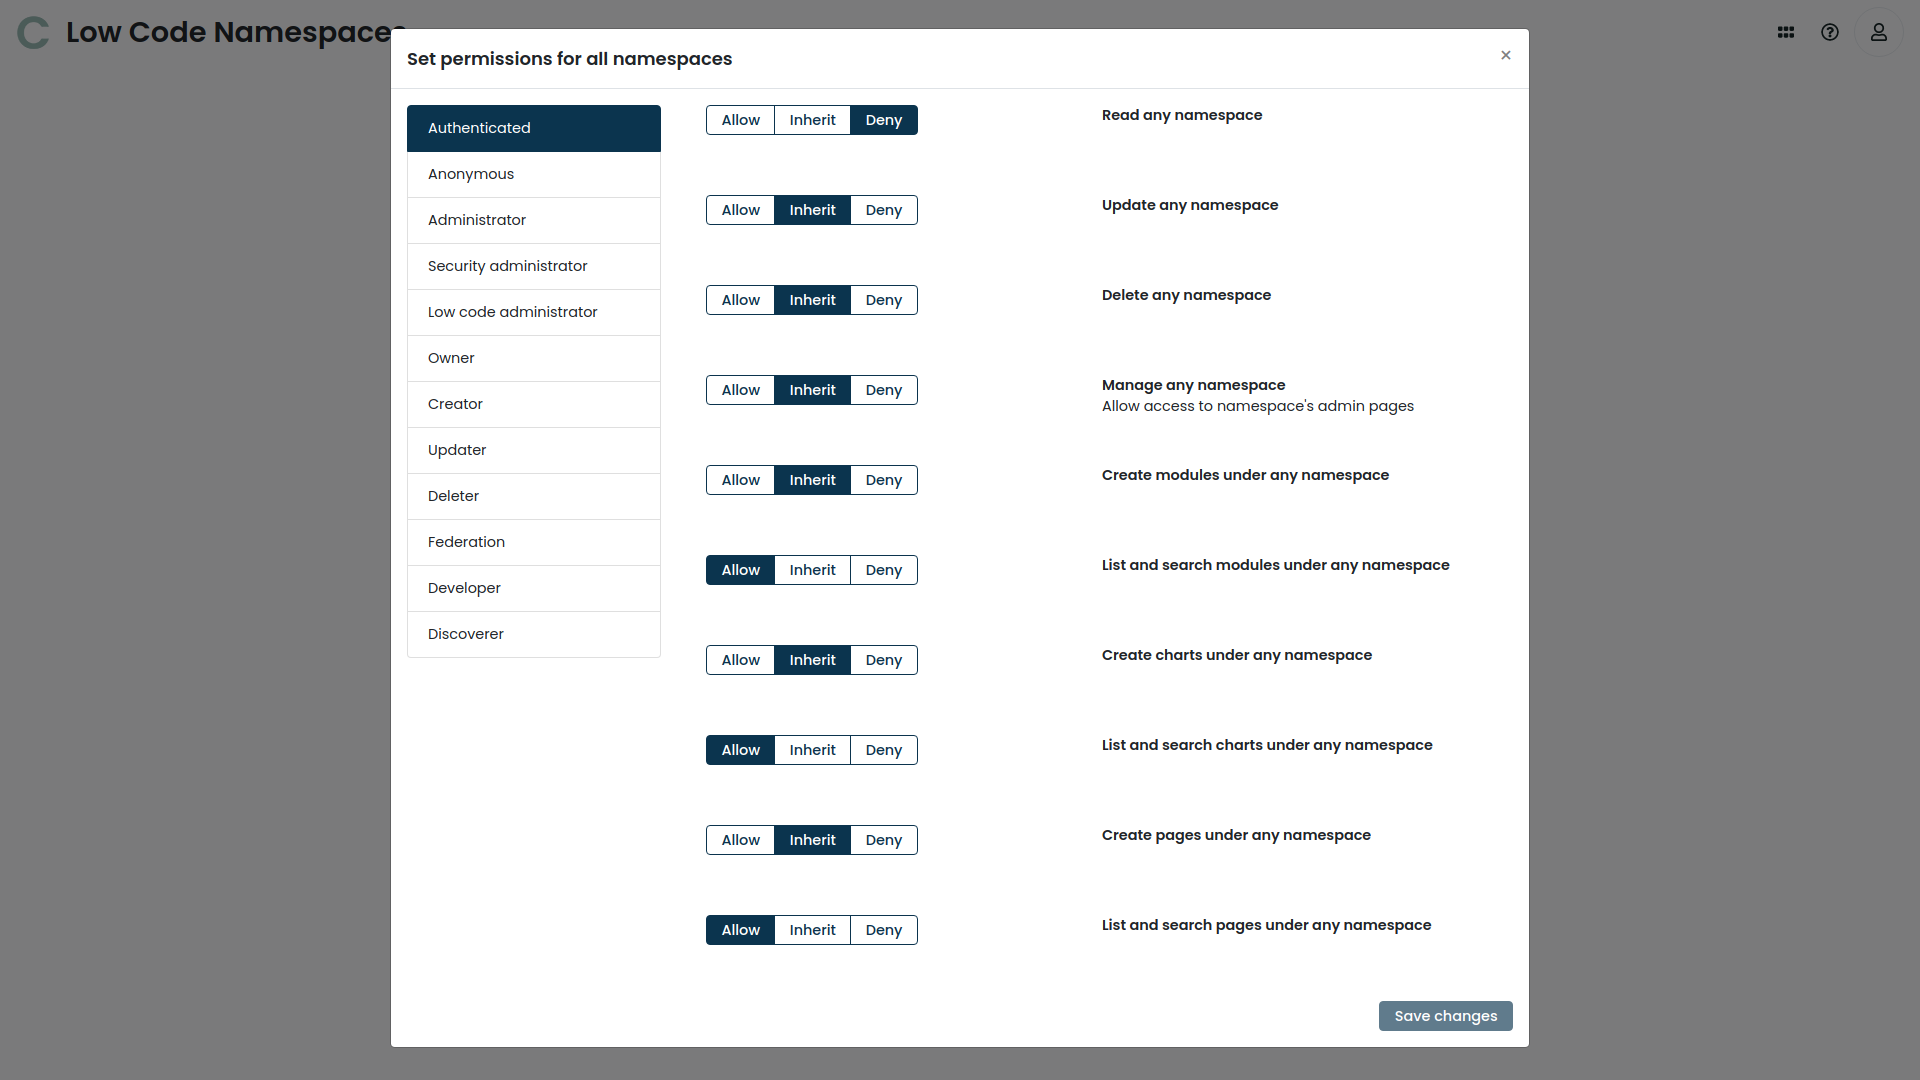 Low Code Namespaces
Set permissions for all namespaces
×
Authenticated
Anonymous
Administrator
Security administrator
Low code administrator
Owner
Creator
Updater
Deleter
Federation
Developer
Discoverer
Allow Inherit Deny Read any namespace
Allow Inherit Deny Update any namespace
Allow Inherit Deny Delete any namespace
Allow Inherit Deny Manage any namespace
Allow access to namespace's admin pages
Allow Inherit Deny Create modules under any namespace
Allow Inherit Deny List and search modules under any namespace
Allow Inherit Deny Create charts under any namespace
Allow Inherit Deny List and search charts under any namespace
Allow Inherit Deny Create pages under any namespace
Allow Inherit Deny List and search pages under any namespace
Save changes